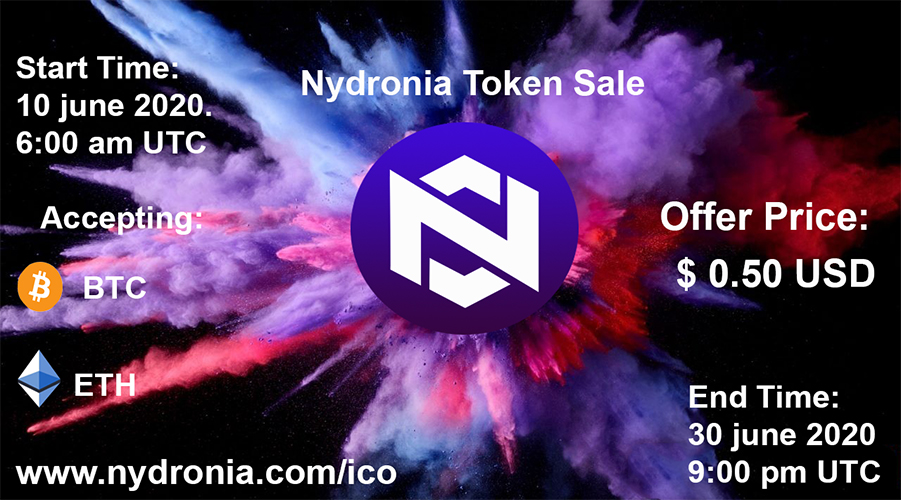 Nydronia Token Sale
Start Time:
10 june 2020.
6:00 am UTC
Accepting:
BTC
ETH
Offer Price:
$ 0.50 USD
End Time:
30 june 2020
9:00 pm UTC
www.nydronia.com/ico